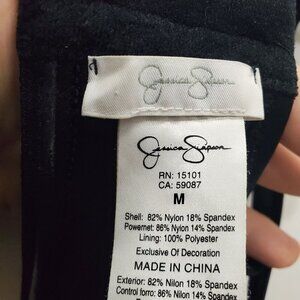 Jessica Simpson
Jessica Simpson
RN: 15101
CA: 59087
M
Shell: 82% Nylon 18% Spandex
Powernet: 86% Nylon 14% Spandex
Lining: 100% Polyester
Exclusive Of Decoration
MADE IN CHINA
Exterior: 82% Nilon 18% Spandex
Control forro: 86% Nilon 14% Spandex